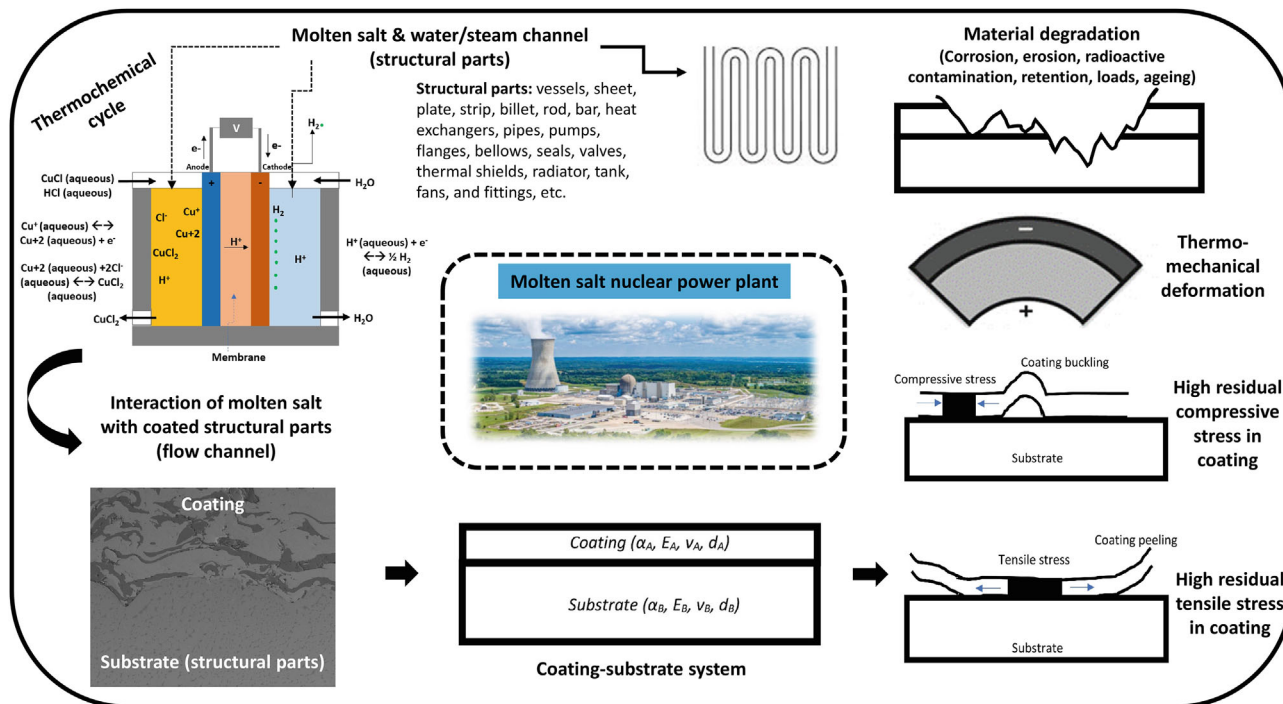 Thermochemical
cycle
Molten salt & water/steam channel
(structural parts)
Structural parts: vessels, sheet,
plate, strip, billet, rod, bar, heat
exchangers, pipes, pumps,
flanges, bellows, seals, valves,
thermal shields, radiator, tank,
fans, and fittings, etc.
V
e-
e-
H₂
Anode
Cathode
CuCl (aqueous)
HCl (aqueous)
+
-
H₂O
Cl⁻
Cu⁺
Cu+2
CuCl₂
H⁺
H⁺
H₂
H⁺
Cu⁺ (aqueous) ↔
Cu+2 (aqueous) + e⁻
Cu+2 (aqueous) +2Cl⁻
(aqueous) ↔ CuCl₂
(aqueous)
H⁺ (aqueous) + e⁻
↔ ½ H₂
(aqueous)
CuCl₂
H₂O
Membrane
Interaction of molten salt
with coated structural parts
(flow channel)
Coating
Substrate (structural parts)
Molten salt nuclear power plant
Coating (αA, EA, νA, dA)
Substrate (αB, EB, νB, dB)
Coating-substrate system
Material degradation
(Corrosion, erosion, radioactive
contamination, retention, loads, ageing)
−
+
Thermo-
mechanical
deformation
Coating buckling
Compressive stress
Substrate
High residual
compressive
stress in
coating
Coating peeling
Tensile stress
Substrate
High residual
tensile stress
in coating